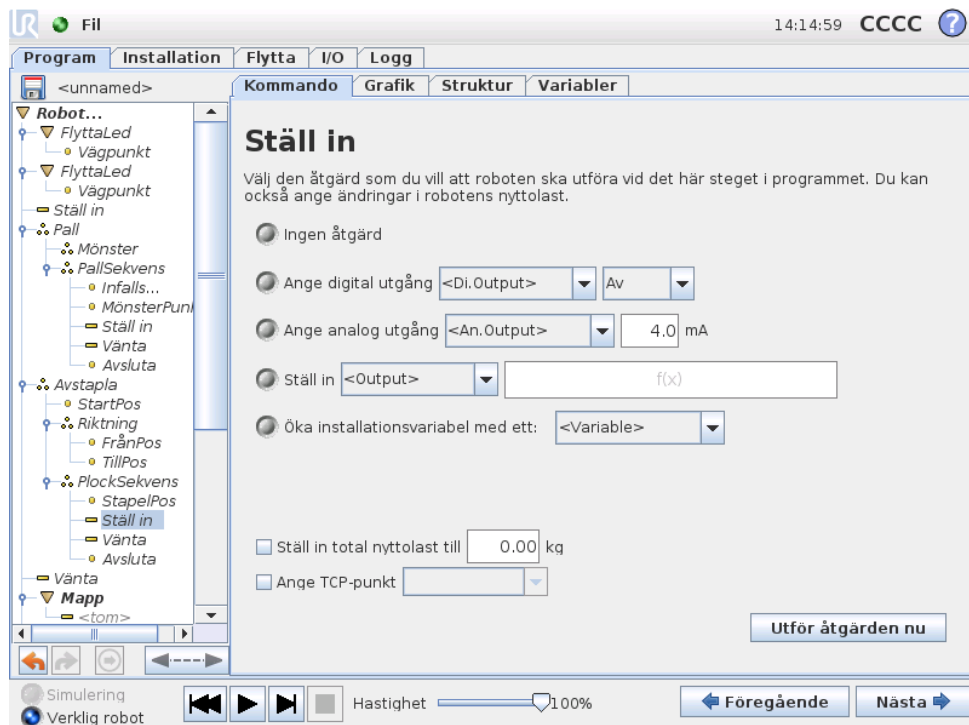 UR Fil 14:14:59 CCCC ?
Program Installation Flytta I/O Logg
<unnamed>
Kommando Grafik Struktur Variabler
Robot...
FlyttaLed
Vägpunkt
FlyttaLed
Vägpunkt
Ställ in
Pall
Mönster
PallSekvens
Infalls...
MönsterPunl
Ställ in
Vänta
Avsluta
Avstapla
StartPos
Riktning
FrånPos
TillPos
PlockSekvens
StapelPos
Ställ in
Vänta
Avsluta
Vänta
Mapp
<tom>
Ställ in
Välj den åtgärd som du vill att roboten ska utföra vid det här steget i programmet. Du kan
också ange ändringar i robotens nyttolast.
Ingen åtgärd
Ange digital utgång <Di.Output> Av
Ange analog utgång <An.Output> 4.0 mA
Ställ in <Output> f(x)
Öka installationsvariabel med ett: <Variable>
Ställ in total nyttolast till 0.00 kg
Ange TCP-punkt
Utför åtgärden nu
Simulering
Verklig robot
Hastighet 100%
Föregående Nästa